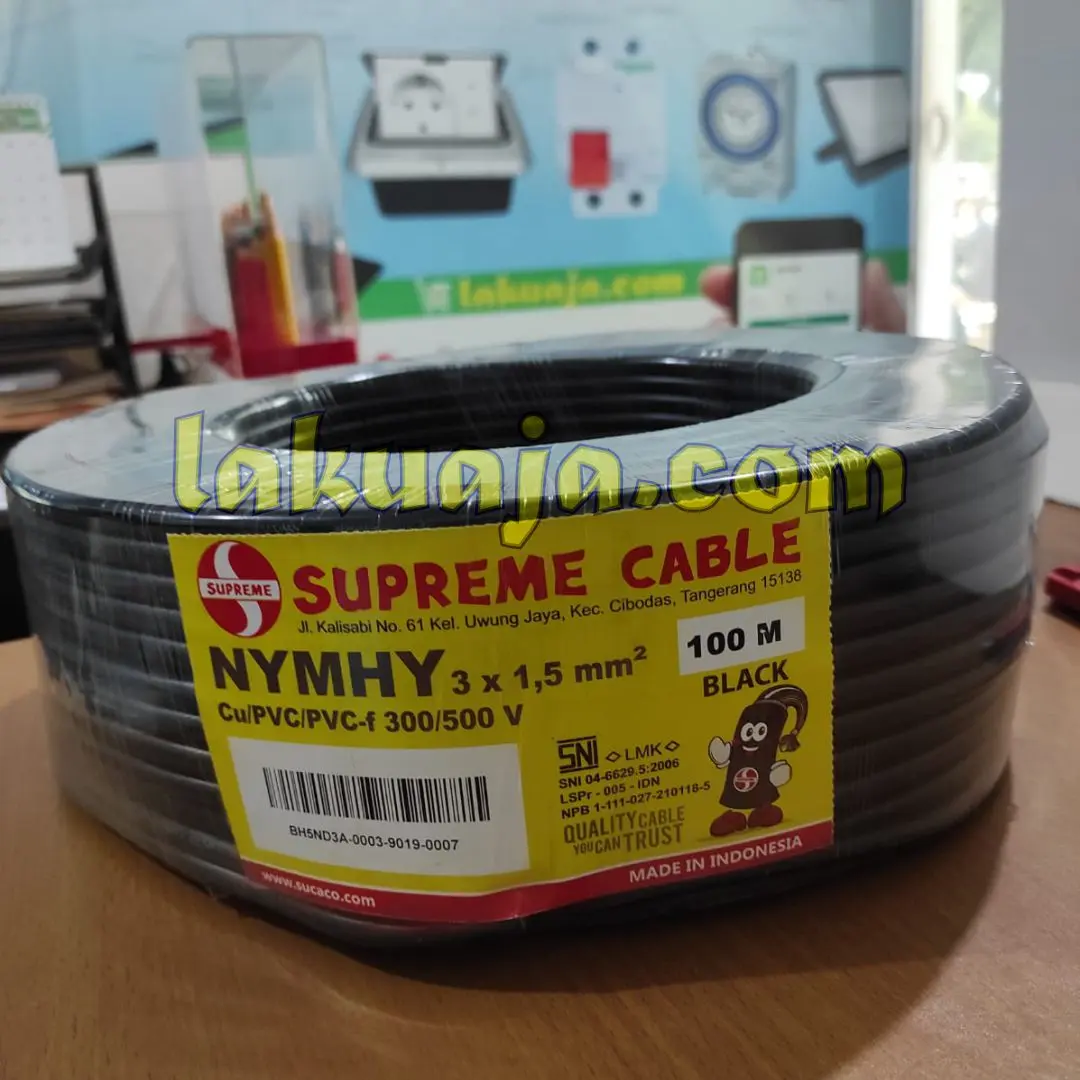 lakuaja.com
lakuaja.com
SUPREME
SUPREME CABLE
Jl. Kalisabi No. 61 Kel. Uwung Jaya, Kec. Cibodas, Tangerang 15138
NYMHY 3 x 1,5 mm²
100 M
BLACK
Cu/PVC/PVC-f 300/500 V
SNI
LMK
SNI 04-6629.5:2006
LSPr - 005 - IDN
NPB 1-111-027-210118-5
QUALITY CABLE
YOU CAN TRUST
BH5ND3A-0003-9019-0007
www.sucaco.com
MADE IN INDONESIA